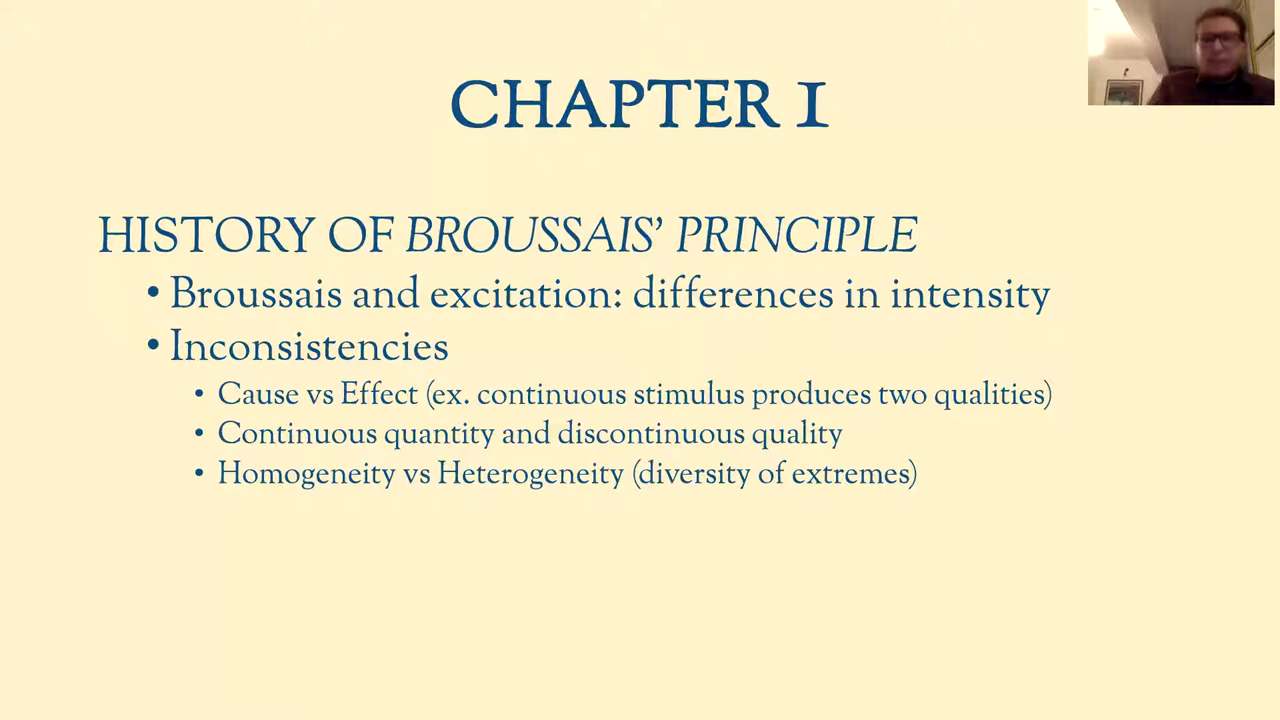 CHAPTER 1
HISTORY OF BROUSSAIS' PRINCIPLE
• Broussais and excitation: differences in intensity
• Inconsistencies
• Cause vs Effect (ex. continuous stimulus produces two qualities)
• Continuous quantity and discontinuous quality
• Homogeneity vs Heterogeneity (diversity of extremes)